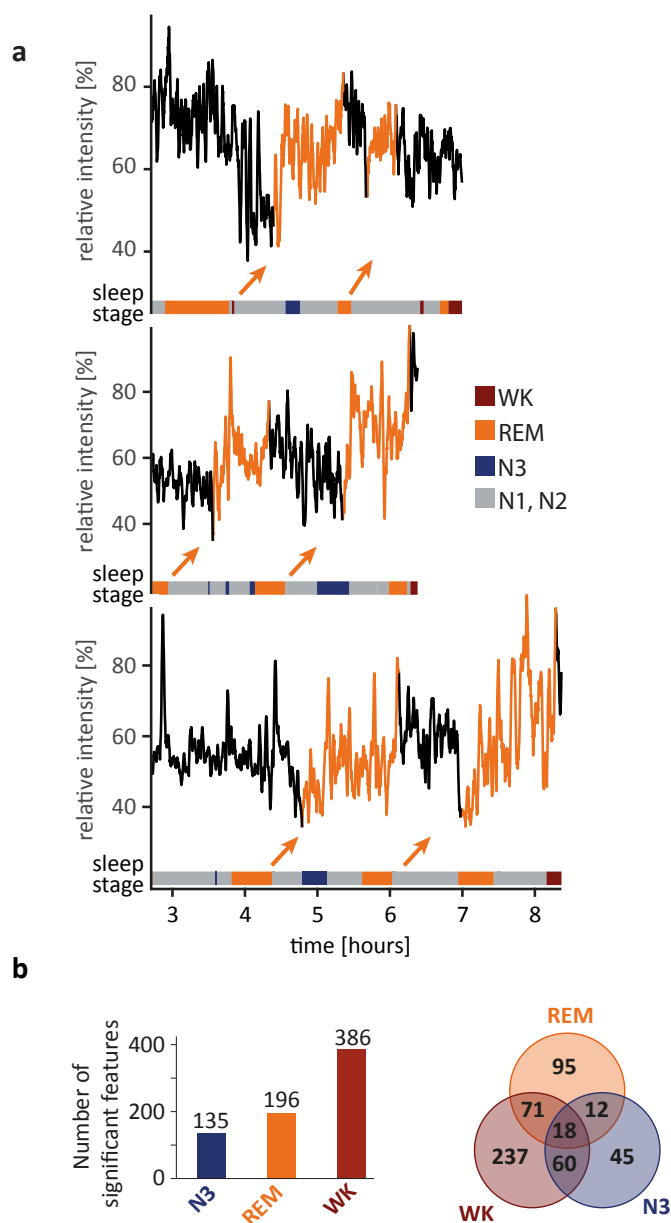 a
relative intensity [%]
80
60
40
sleep
stage
relative intensity [%]
80
60
40
WK
REM
N3
N1, N2
sleep
stage
relative intensity [%]
80
60
40
sleep
stage
3 4 5 6 7 8
time [hours]
b
Number of
significant features
400
200
0
135
196
386
N3
REM
WK
REM
95
71
12
18
237
60
45
WK
N3